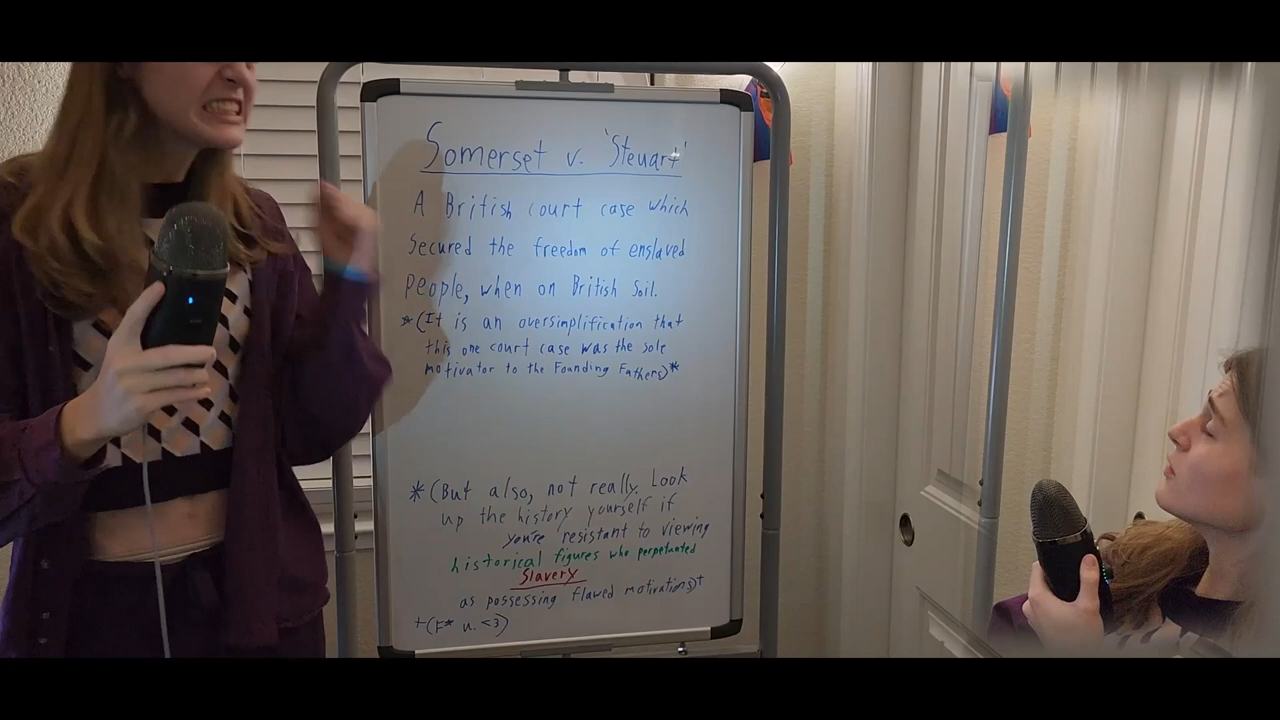 Somerset v. 'Steuart'
A British court case which
secured the freedom of enslaved
people, when on British Soil.
*(It is an oversimplification that
this one court case was the sole
motivator to the Founding Fathers)*
*(But also, not really. Look
up the history yourself if
you're resistant to viewing
historical figures who perpetuated
Slavery
as possessing flawed motivations)†
†(F* u. <3)